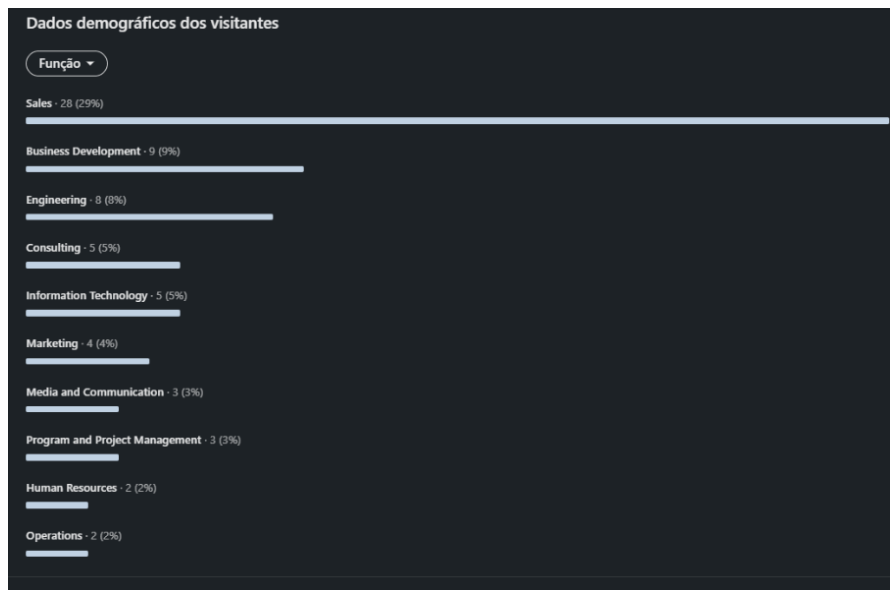 Dados demográficos dos visitantes
Função
Sales · 28 (29%)
Business Development · 9 (9%)
Engineering · 8 (8%)
Consulting · 5 (5%)
Information Technology · 5 (5%)
Marketing · 4 (4%)
Media and Communication · 3 (3%)
Program and Project Management · 3 (3%)
Human Resources · 2 (2%)
Operations · 2 (2%)